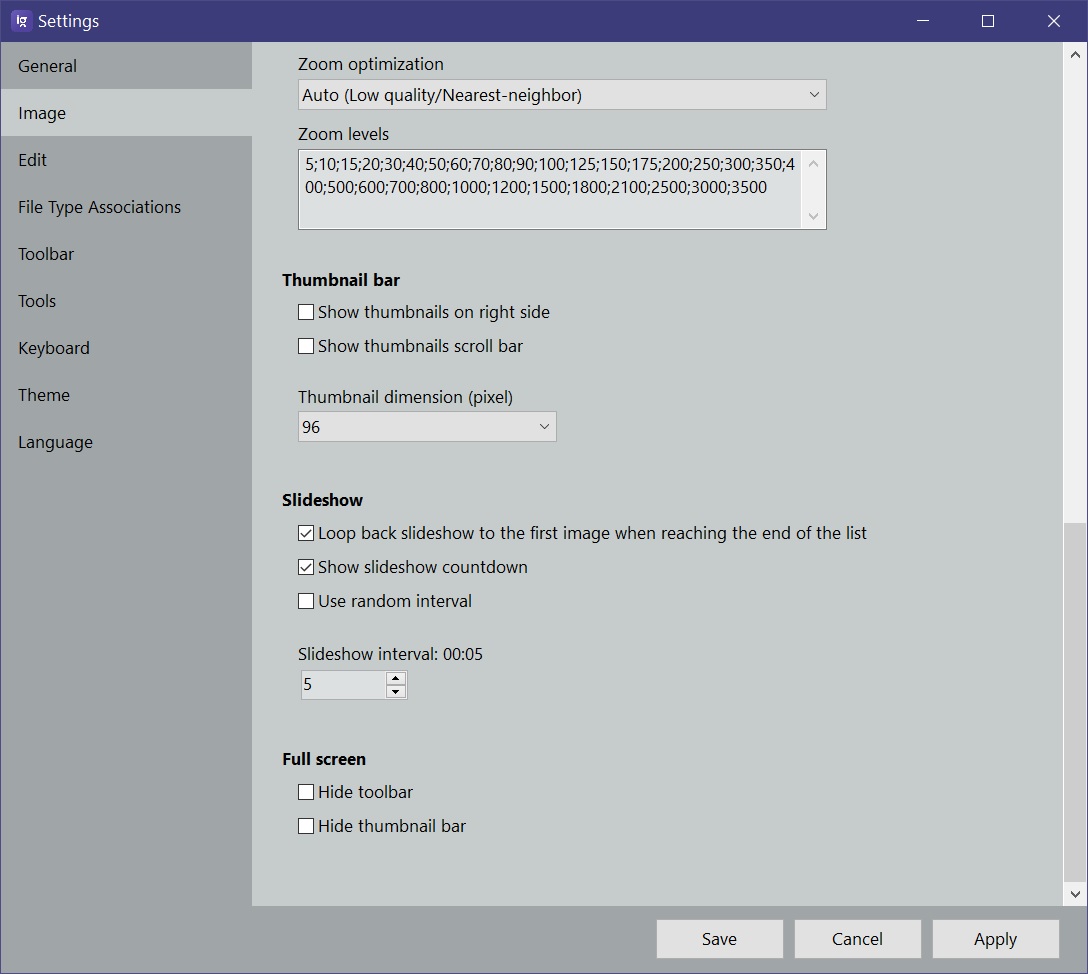 Settings
General
Image
Edit
File Type Associations
Toolbar
Tools
Keyboard
Theme
Language
Zoom optimization
Auto (Low quality/Nearest-neighbor)
Zoom levels
5;10;15;20;30;40;50;60;70;80;90;100;125;150;175;200;250;300;350;4
00;500;600;700;800;1000;1200;1500;1800;2100;2500;3000;3500
Thumbnail bar
Show thumbnails on right side
Show thumbnails scroll bar
Thumbnail dimension (pixel)
96
Slideshow
Loop back slideshow to the first image when reaching the end of the list
Show slideshow countdown
Use random interval
Slideshow interval: 00:05
5
Full screen
Hide toolbar
Hide thumbnail bar
Save
Cancel
Apply